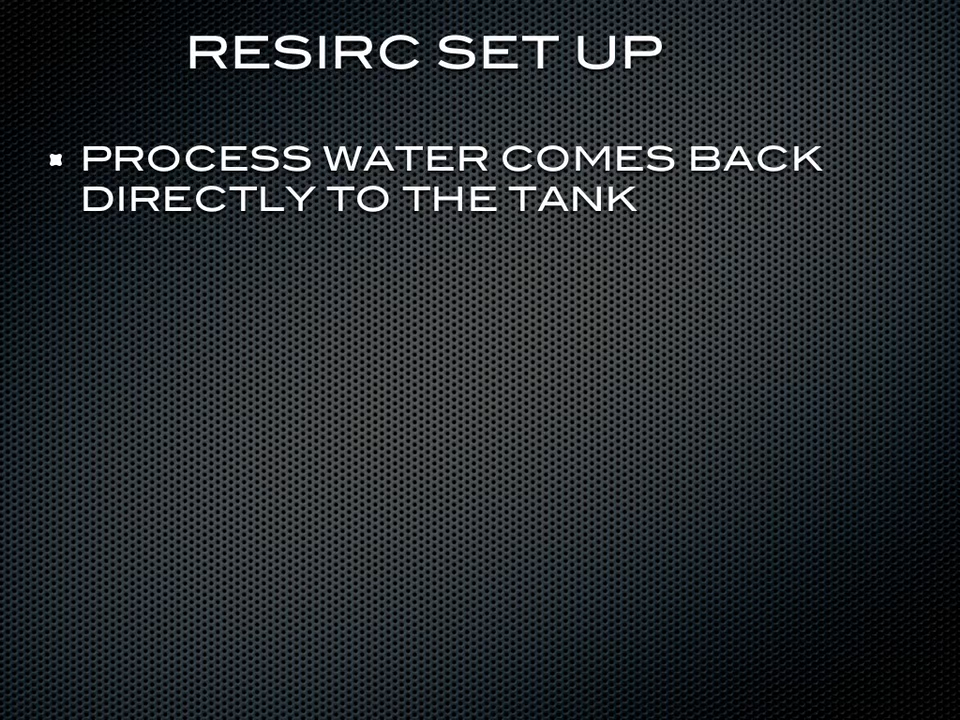 RESIRC SET UP
PROCESS WATER COMES BACK
DIRECTLY TO THE TANK